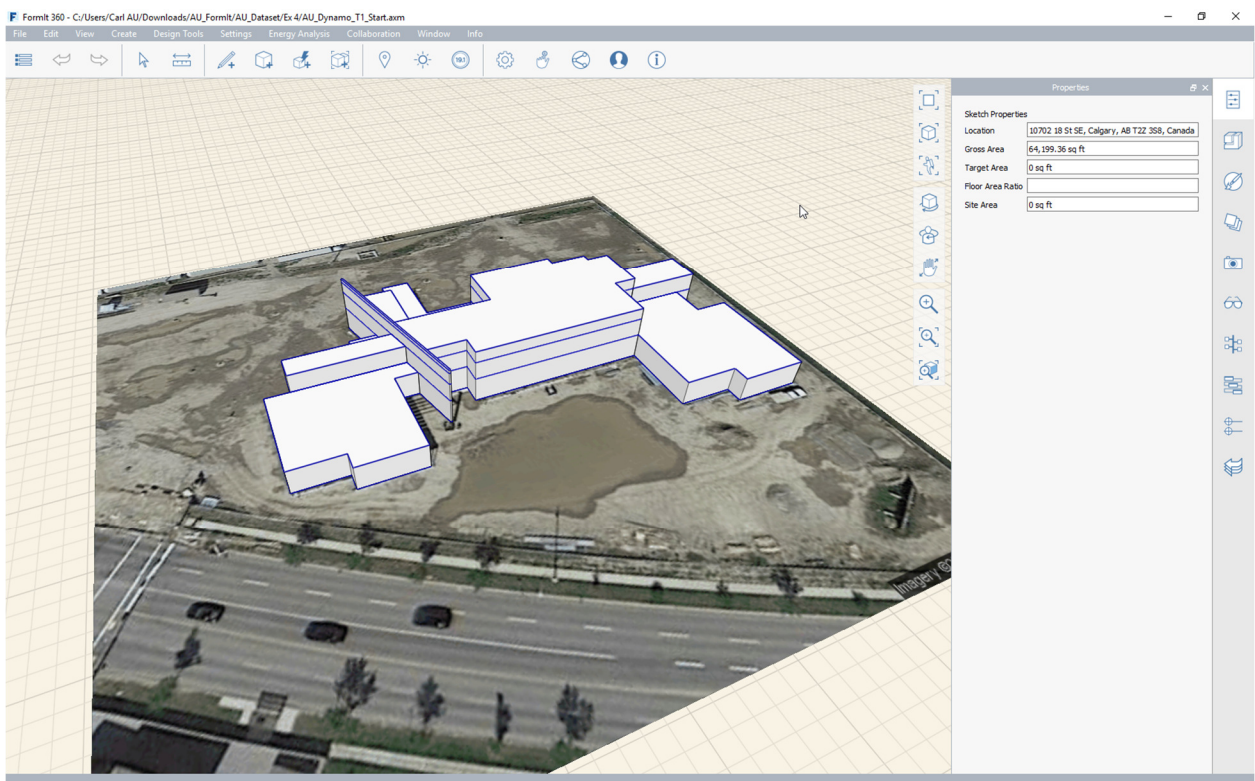 FormIt 360 - C:/Users/Carl AU/Downloads/AU_FormIt/AU_Dataset/Ex 4/AU_Dynamo_T1_Start.axm
File Edit View Create Design Tools Settings Energy Analysis Collaboration Window Info
19.1
Properties
Sketch Properties
Location 10702 18 St SE, Calgary, AB T2Z 3S8, Canada
Gross Area 64,199.36 sq ft
Target Area 0 sq ft
Floor Area Ratio
Site Area 0 sq ft
Imagery ©